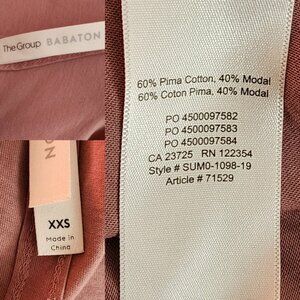 The Group BABATON
ON
XXS
Made in
China
60% Pima Cotton, 40% Modal
60% Coton Pima, 40% Modal
PO 4500097582
PO 4500097583
PO 4500097584
CA 23725 RN 122354
Style # SUM0-1098-19
Article # 71529